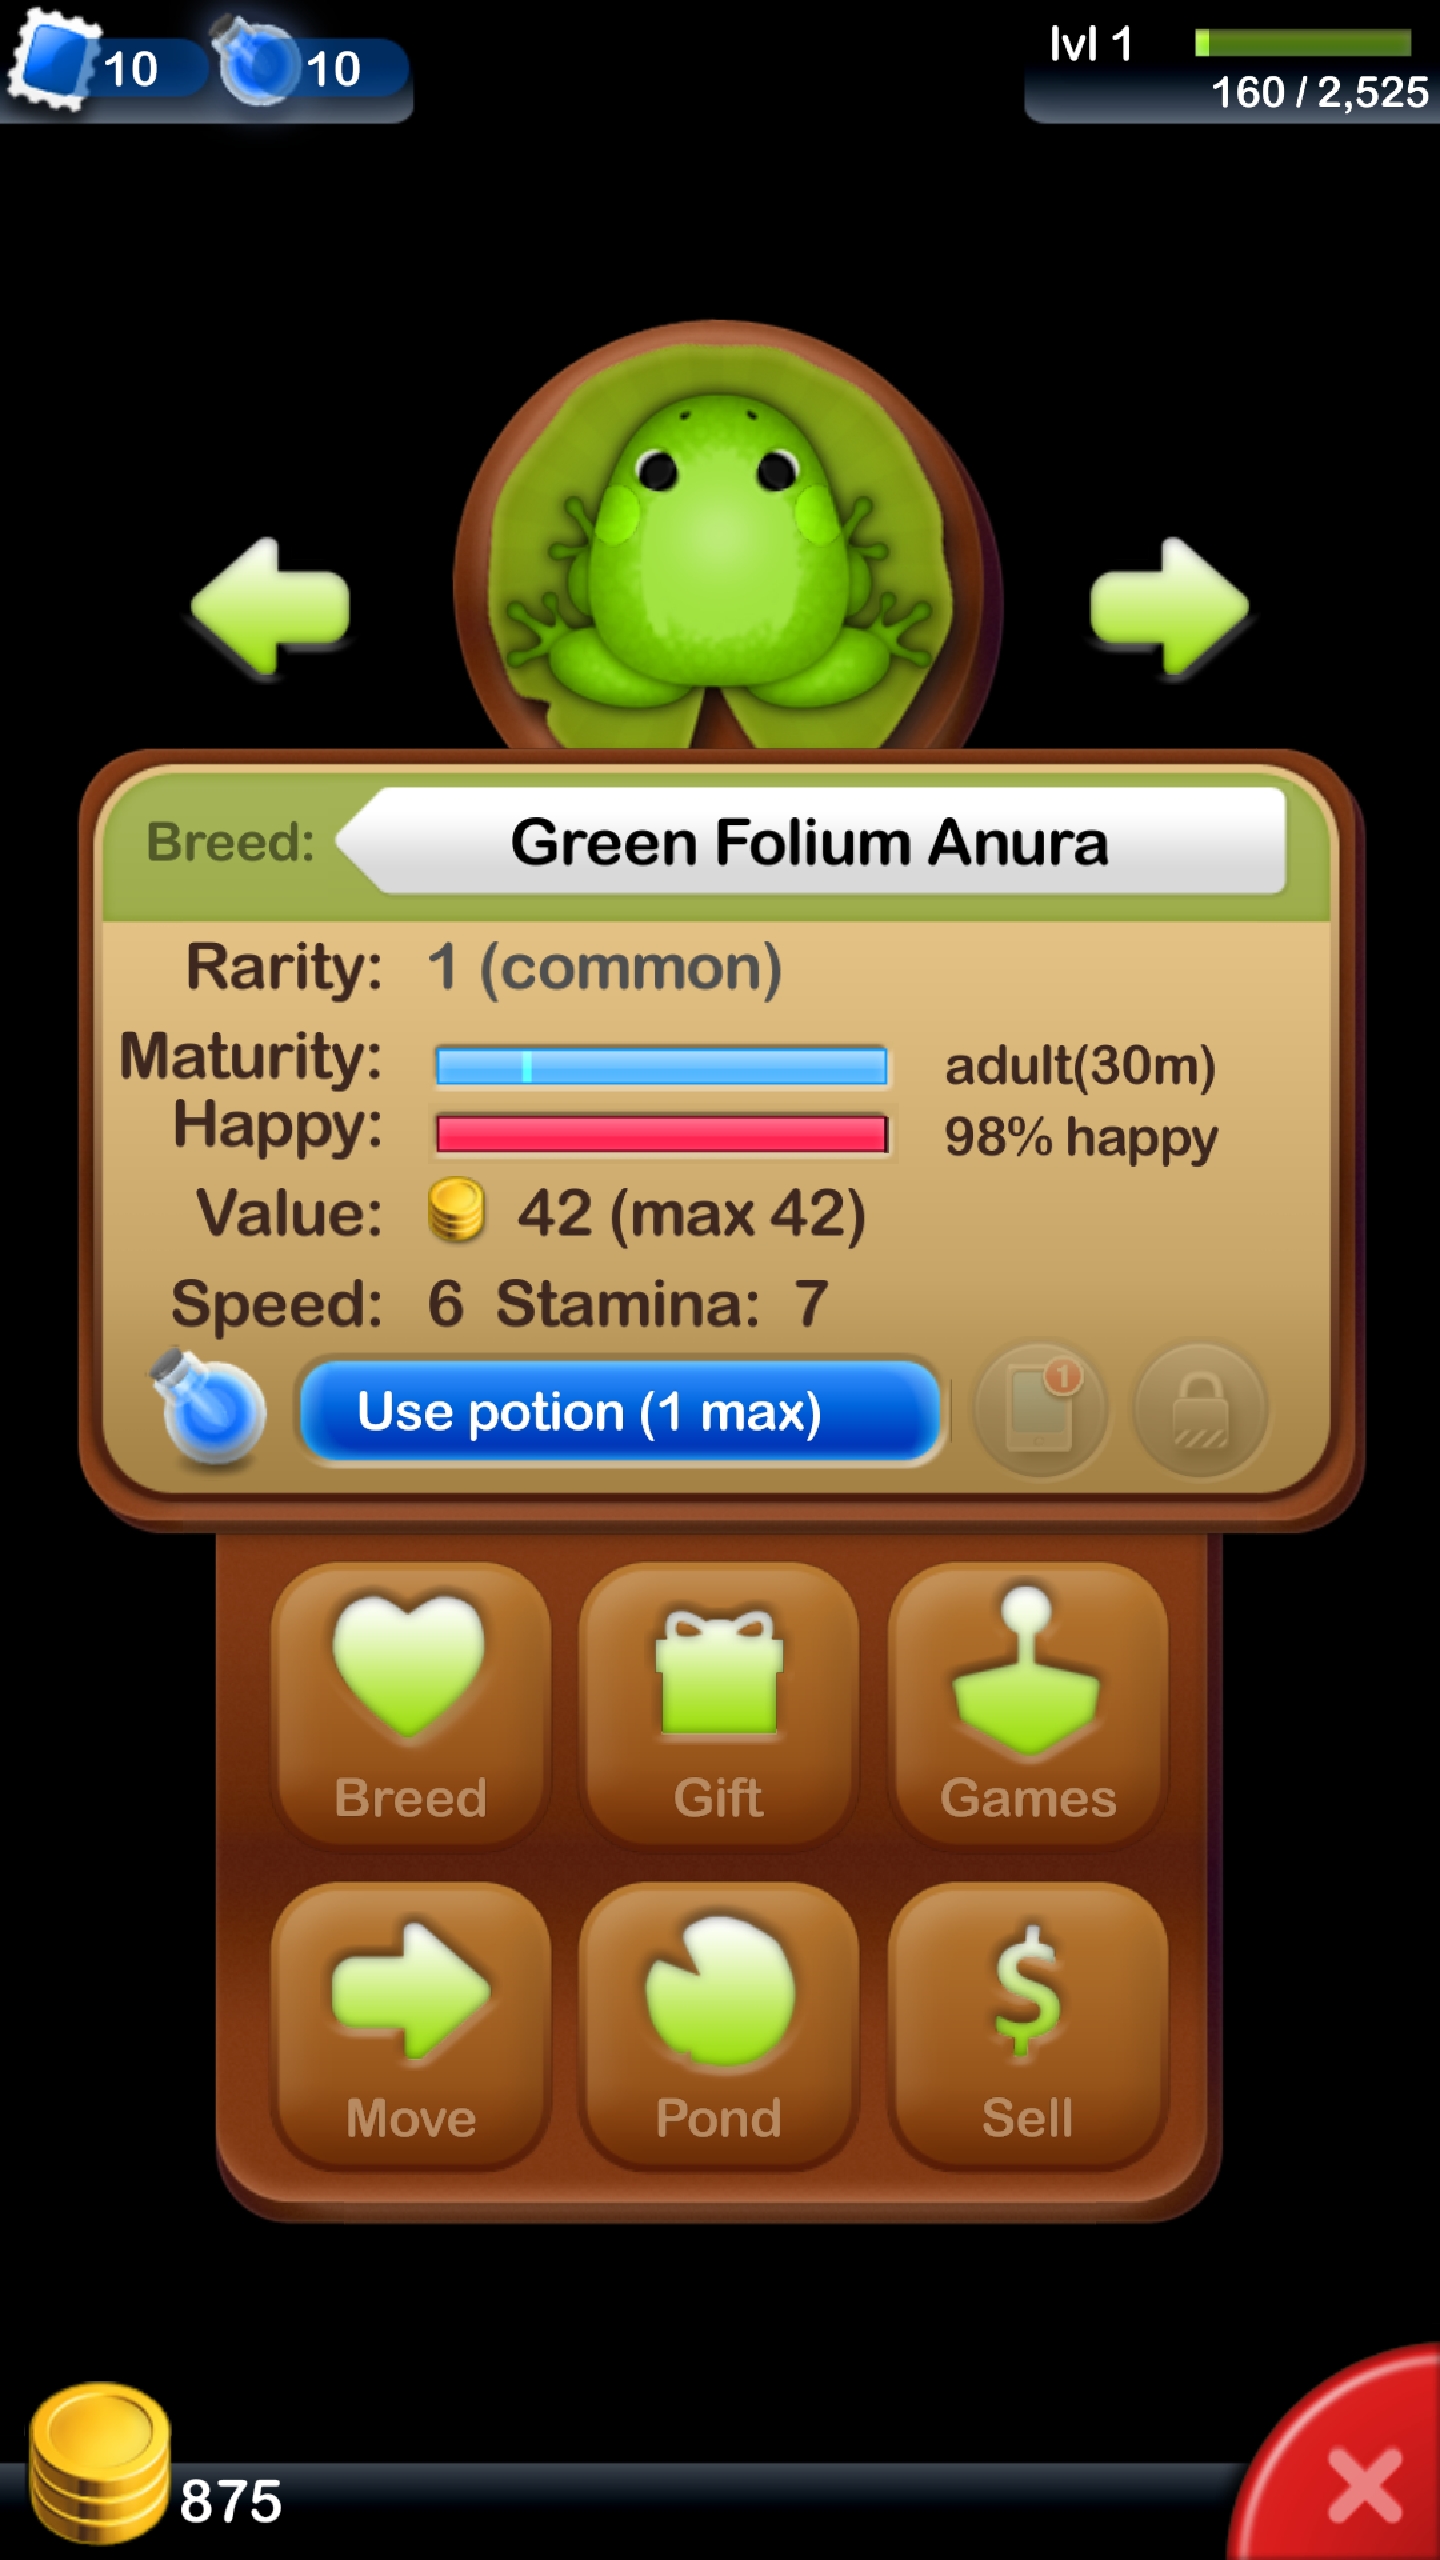 10
10
lvl 1
160 / 2,525
Breed: Green Folium Anura
Rarity: 1 (common)
Maturity: adult(30m)
Happy: 98% happy
Value: 42 (max 42)
Speed: 6 Stamina: 7
Use potion (1 max)
1
Breed Gift Games
Move Pond Sell
875